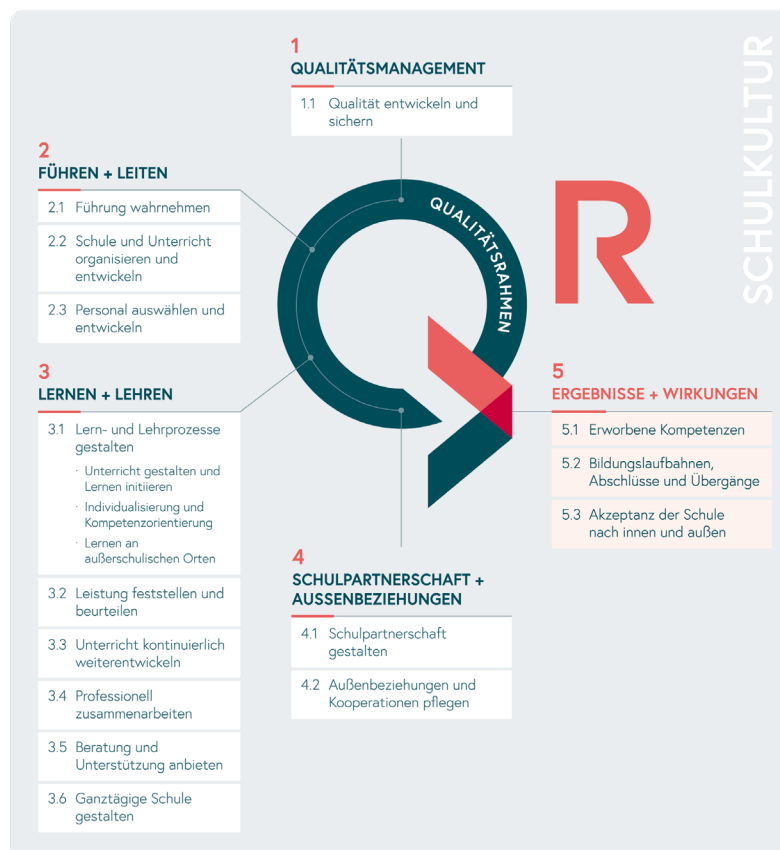 SCHULKULTUR
1
QUALITÄTSMANAGEMENT
1.1 Qualität entwickeln und
sichern
2
FÜHREN + LEITEN
2.1 Führung wahrnehmen
2.2 Schule und Unterricht
organisieren und
entwickeln
2.3 Personal auswählen und
entwickeln
QUALITÄTSRAHMEN
R
3
LERNEN + LEHREN
3.1 Lern- und Lehrprozesse
gestalten
· Unterricht gestalten und
Lernen initiieren
· Individualisierung und
Kompetenzorientierung
· Lernen an
außerschulischen Orten
3.2 Leistung feststellen und
beurteilen
3.3 Unterricht kontinuierlich
weiterentwickeln
3.4 Professionell
zusammenarbeiten
3.5 Beratung und
Unterstützung anbieten
3.6 Ganztägige Schule
gestalten
4
SCHULPARTNERSCHAFT +
AUSSENBEZIEHUNGEN
4.1 Schulpartnerschaft
gestalten
4.2 Außenbeziehungen und
Kooperationen pflegen
5
ERGEBNISSE + WIRKUNGEN
5.1 Erworbene Kompetenzen
5.2 Bildungslaufbahnen,
Abschlüsse und Übergänge
5.3 Akzeptanz der Schule
nach innen und außen